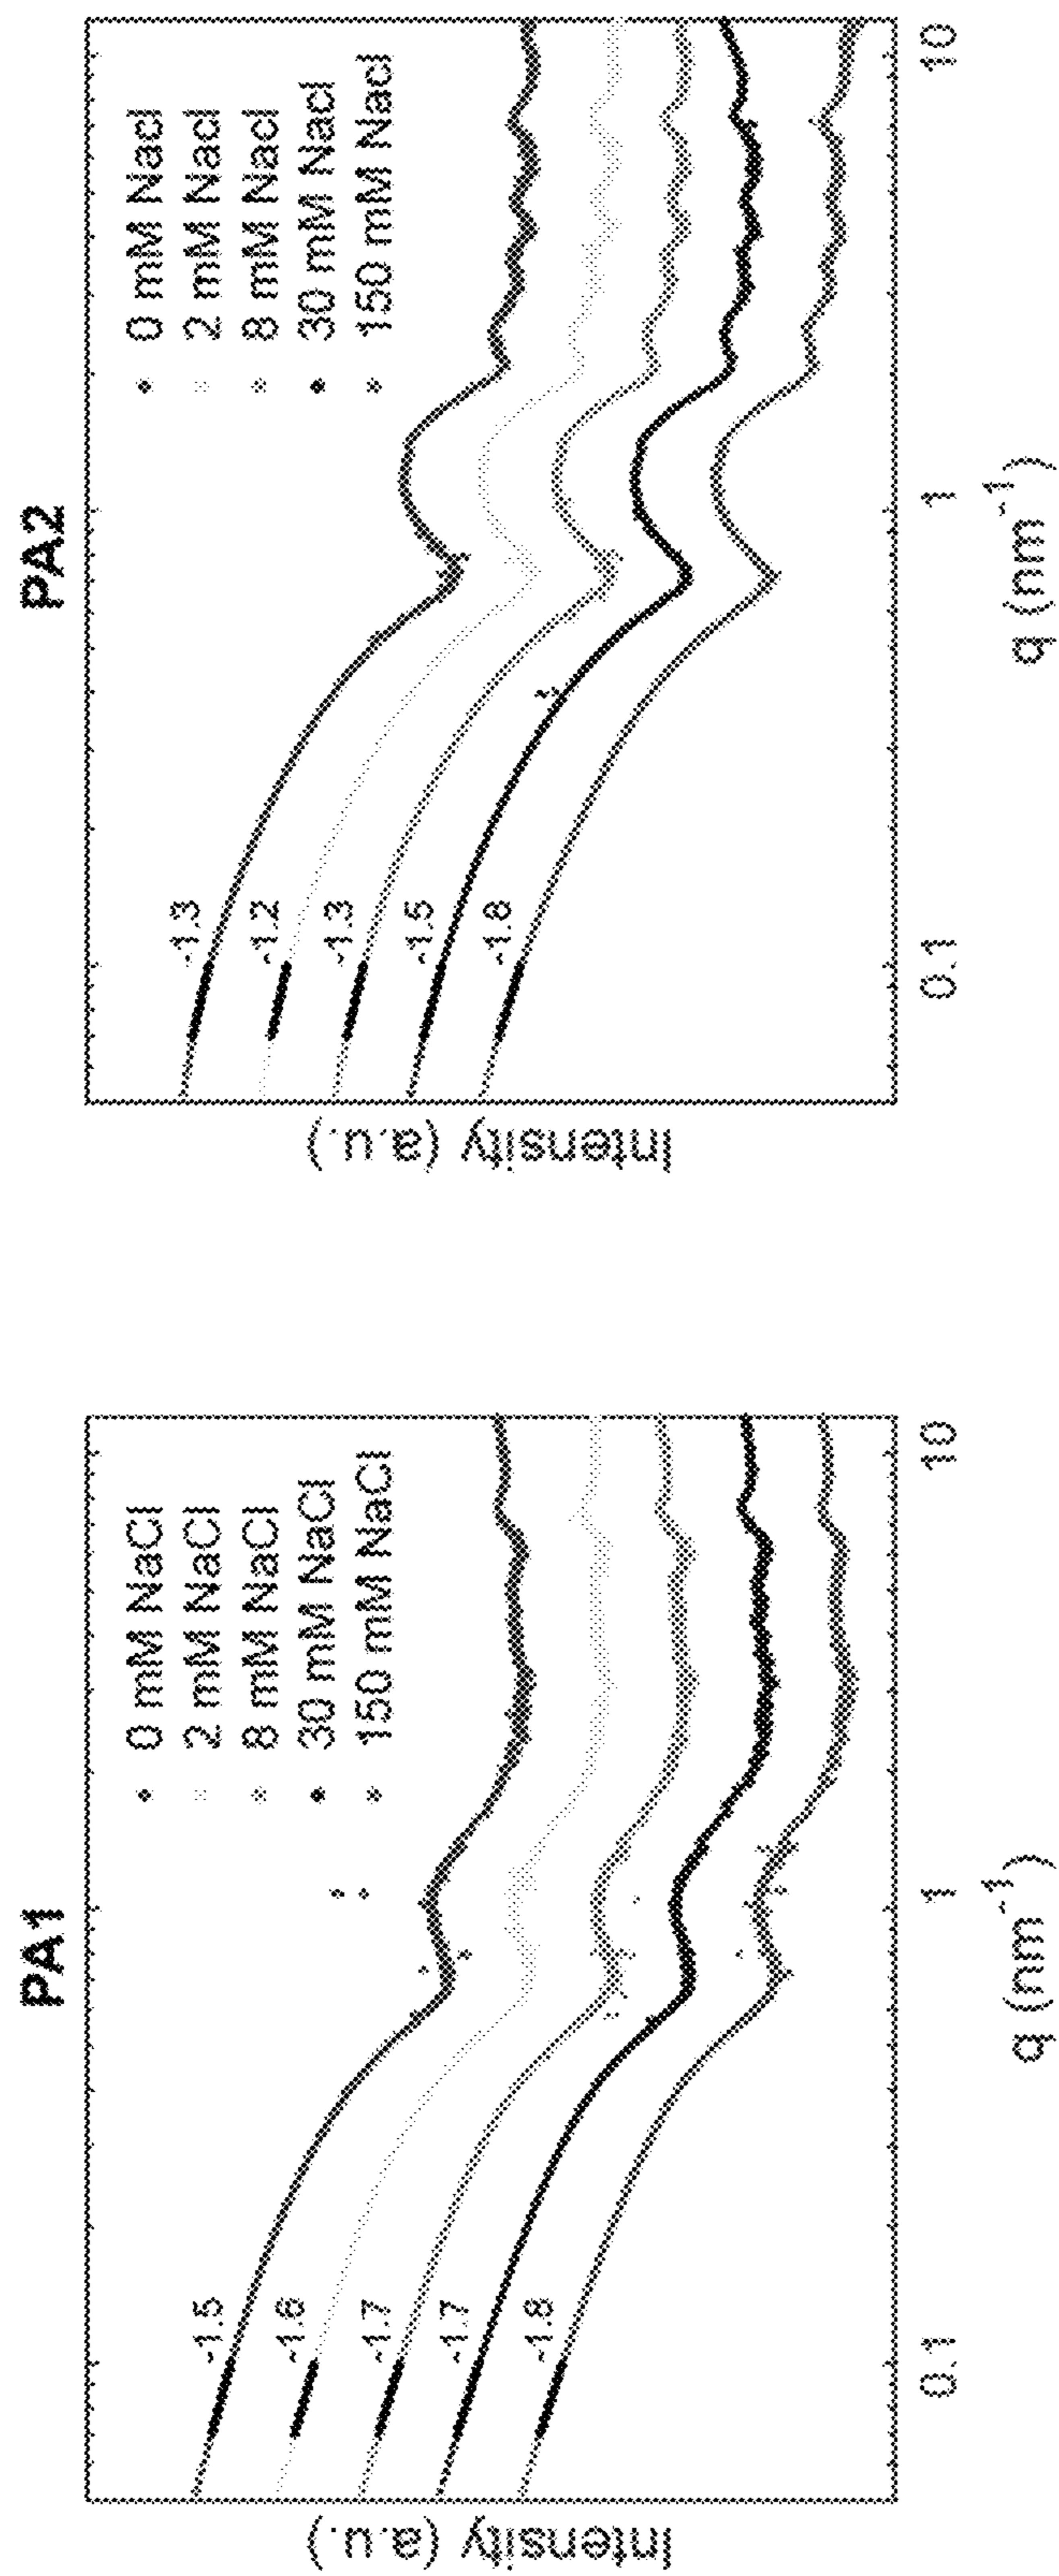 PA1
0 mM NaCl
2 mM NaCl
8 mM NaCl
30 mM NaCl
150 mM NaCl
-1.5
-1.6
-1.7
-1.7
-1.8
Intensity (a.u.)
0.1
1
10
q (nm⁻¹)
PA2
0 mM Nacl
2 mM Nacl
8 mM Nacl
30 mM Nacl
150 mM Nacl
-1.3
-1.2
-1.3
-1.5
-1.8
Intensity (a.u.)
0.1
1
10
q (nm⁻¹)